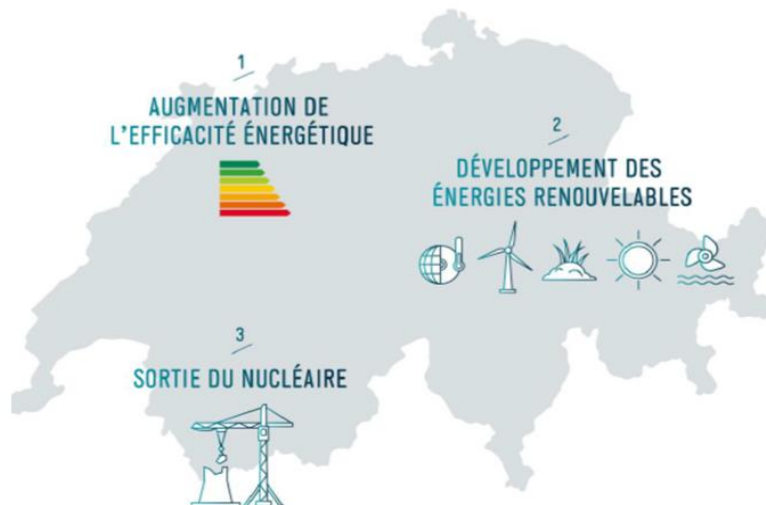 1
AUGMENTATION DE
L'EFFICACITÉ ÉNERGÉTIQUE
2
DÉVELOPPEMENT DES
ÉNERGIES RENOUVELABLES
3
SORTIE DU NUCLÉAIRE